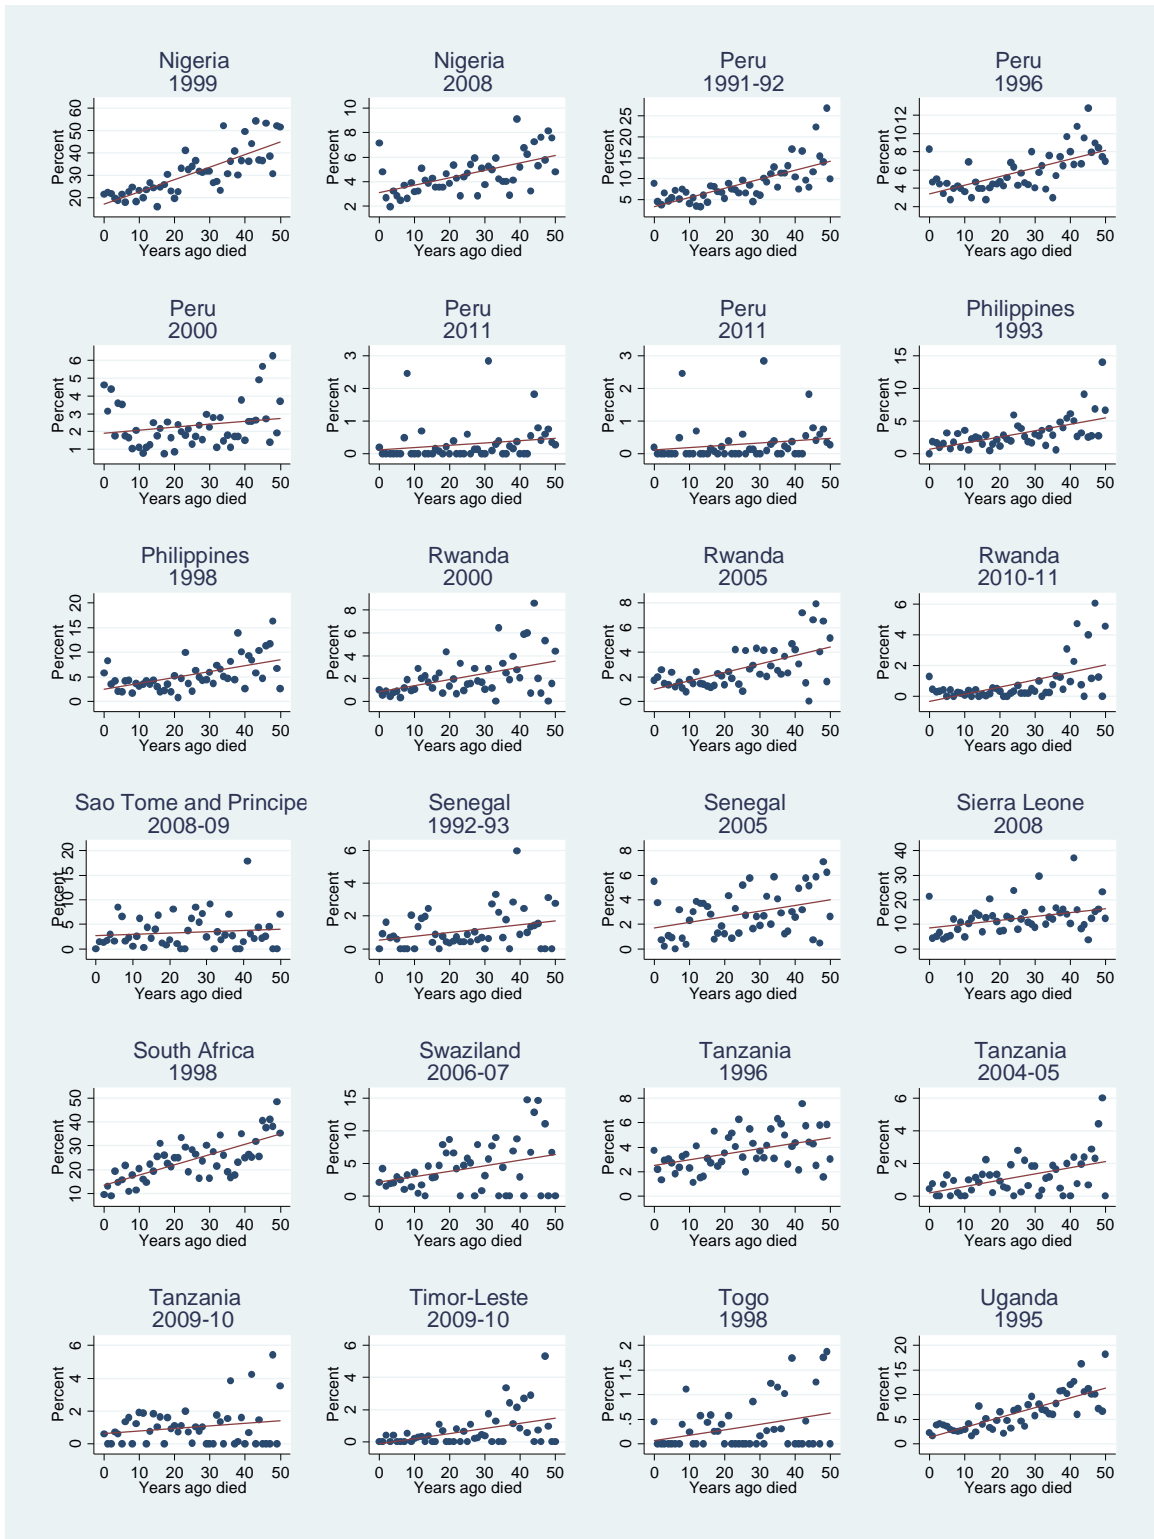 Nigeria
1999
Percent
20 30 40 50 60
0 10 20 30 40 50
Years ago died
Nigeria
2008
Percent
2 4 6 8 10
0 10 20 30 40 50
Years ago died
Peru
1991-92
Percent
5 10 15 20 25
0 10 20 30 40 50
Years ago died
Peru
1996
Percent
2 4 6 8 10 12
0 10 20 30 40 50
Years ago died
Peru
2000
Percent
1 2 3 4 5 6
0 10 20 30 40 50
Years ago died
Peru
2011
Percent
0 1 2 3
0 10 20 30 40 50
Years ago died
Peru
2011
Percent
0 1 2 3
0 10 20 30 40 50
Years ago died
Philippines
1993
Percent
0 5 10 15
0 10 20 30 40 50
Years ago died
Philippines
1998
Percent
0 5 10 15 20
0 10 20 30 40 50
Years ago died
Rwanda
2000
Percent
0 2 4 6 8
0 10 20 30 40 50
Years ago died
Rwanda
2005
Percent
0 2 4 6 8
0 10 20 30 40 50
Years ago died
Rwanda
2010-11
Percent
0 2 4 6
0 10 20 30 40 50
Years ago died
Sao Tome and Principe
2008-09
Percent
0 5 10 15 20
0 10 20 30 40 50
Years ago died
Senegal
1992-93
Percent
0 2 4 6
0 10 20 30 40 50
Years ago died
Senegal
2005
Percent
0 2 4 6 8
0 10 20 30 40 50
Years ago died
Sierra Leone
2008
Percent
0 10 20 30 40
0 10 20 30 40 50
Years ago died
South Africa
1998
Percent
10 20 30 40 50
0 10 20 30 40 50
Years ago died
Swaziland
2006-07
Percent
0 5 10 15
0 10 20 30 40 50
Years ago died
Tanzania
1996
Percent
0 2 4 6 8
0 10 20 30 40 50
Years ago died
Tanzania
2004-05
Percent
0 2 4 6
0 10 20 30 40 50
Years ago died
Tanzania
2009-10
Percent
0 2 4 6
0 10 20 30 40 50
Years ago died
Timor-Leste
2009-10
Percent
0 2 4 6
0 10 20 30 40 50
Years ago died
Togo
1998
Percent
0 .5 1 1.5 2
0 10 20 30 40 50
Years ago died
Uganda
1995
Percent
0 5 10 15 20
0 10 20 30 40 50
Years ago died